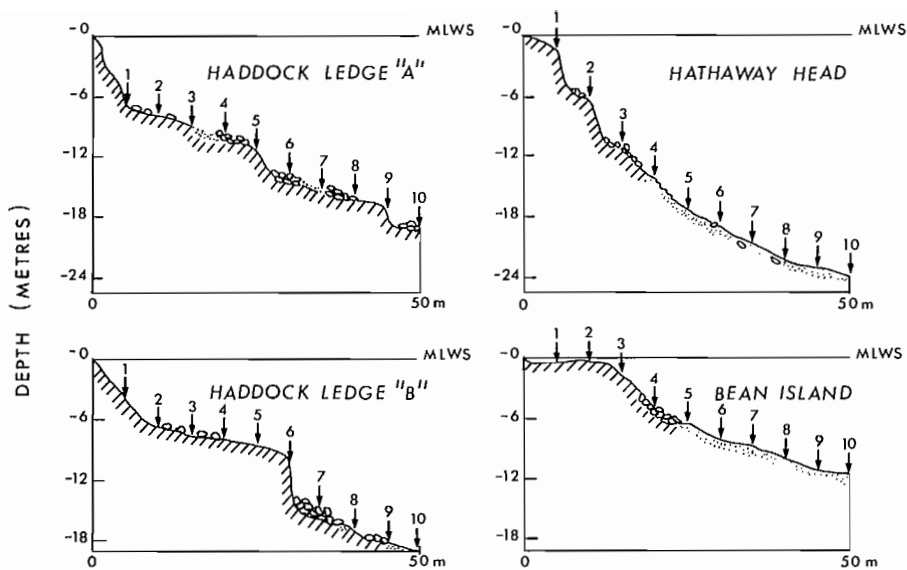 DEPTH (METRES)
-0 MLWS
HADDOCK LEDGE "A"
1 2 3 4 5 6 7 8 9 10
-6
-12
-18
-24
0 50 m
-0 MLWS
HATHAWAY HEAD
1 2 3 4 5 6 7 8 9 10
-6
-12
-18
-24
0 50 m
-0 MLWS
HADDOCK LEDGE "B"
1 2 3 4 5 6 7 8 9 10
-6
-12
-18
0 50 m
-0 MLWS
BEAN ISLAND
1 2 3 4 5 6 7 8 9 10
-6
-12
-18
0 50 m